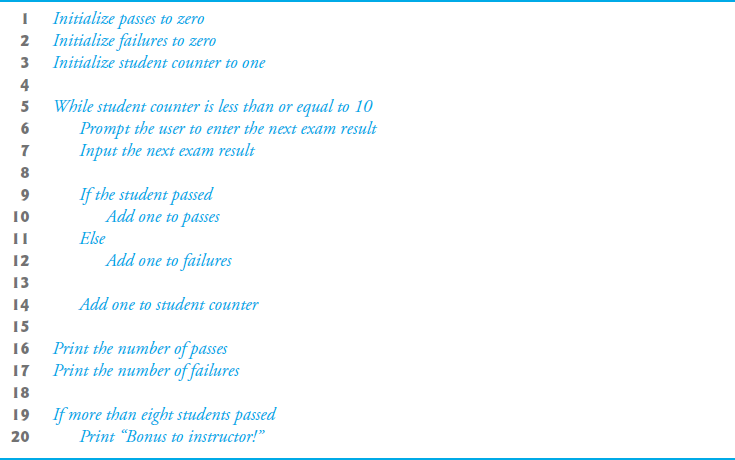 1 Initialize passes to zero
2 Initialize failures to zero
3 Initialize student counter to one
4
5 While student counter is less than or equal to 10
6 Prompt the user to enter the next exam result
7 Input the next exam result
8
9 If the student passed
10 Add one to passes
11 Else
12 Add one to failures
13
14 Add one to student counter
15
16 Print the number of passes
17 Print the number of failures
18
19 If more than eight students passed
20 Print “Bonus to instructor!”